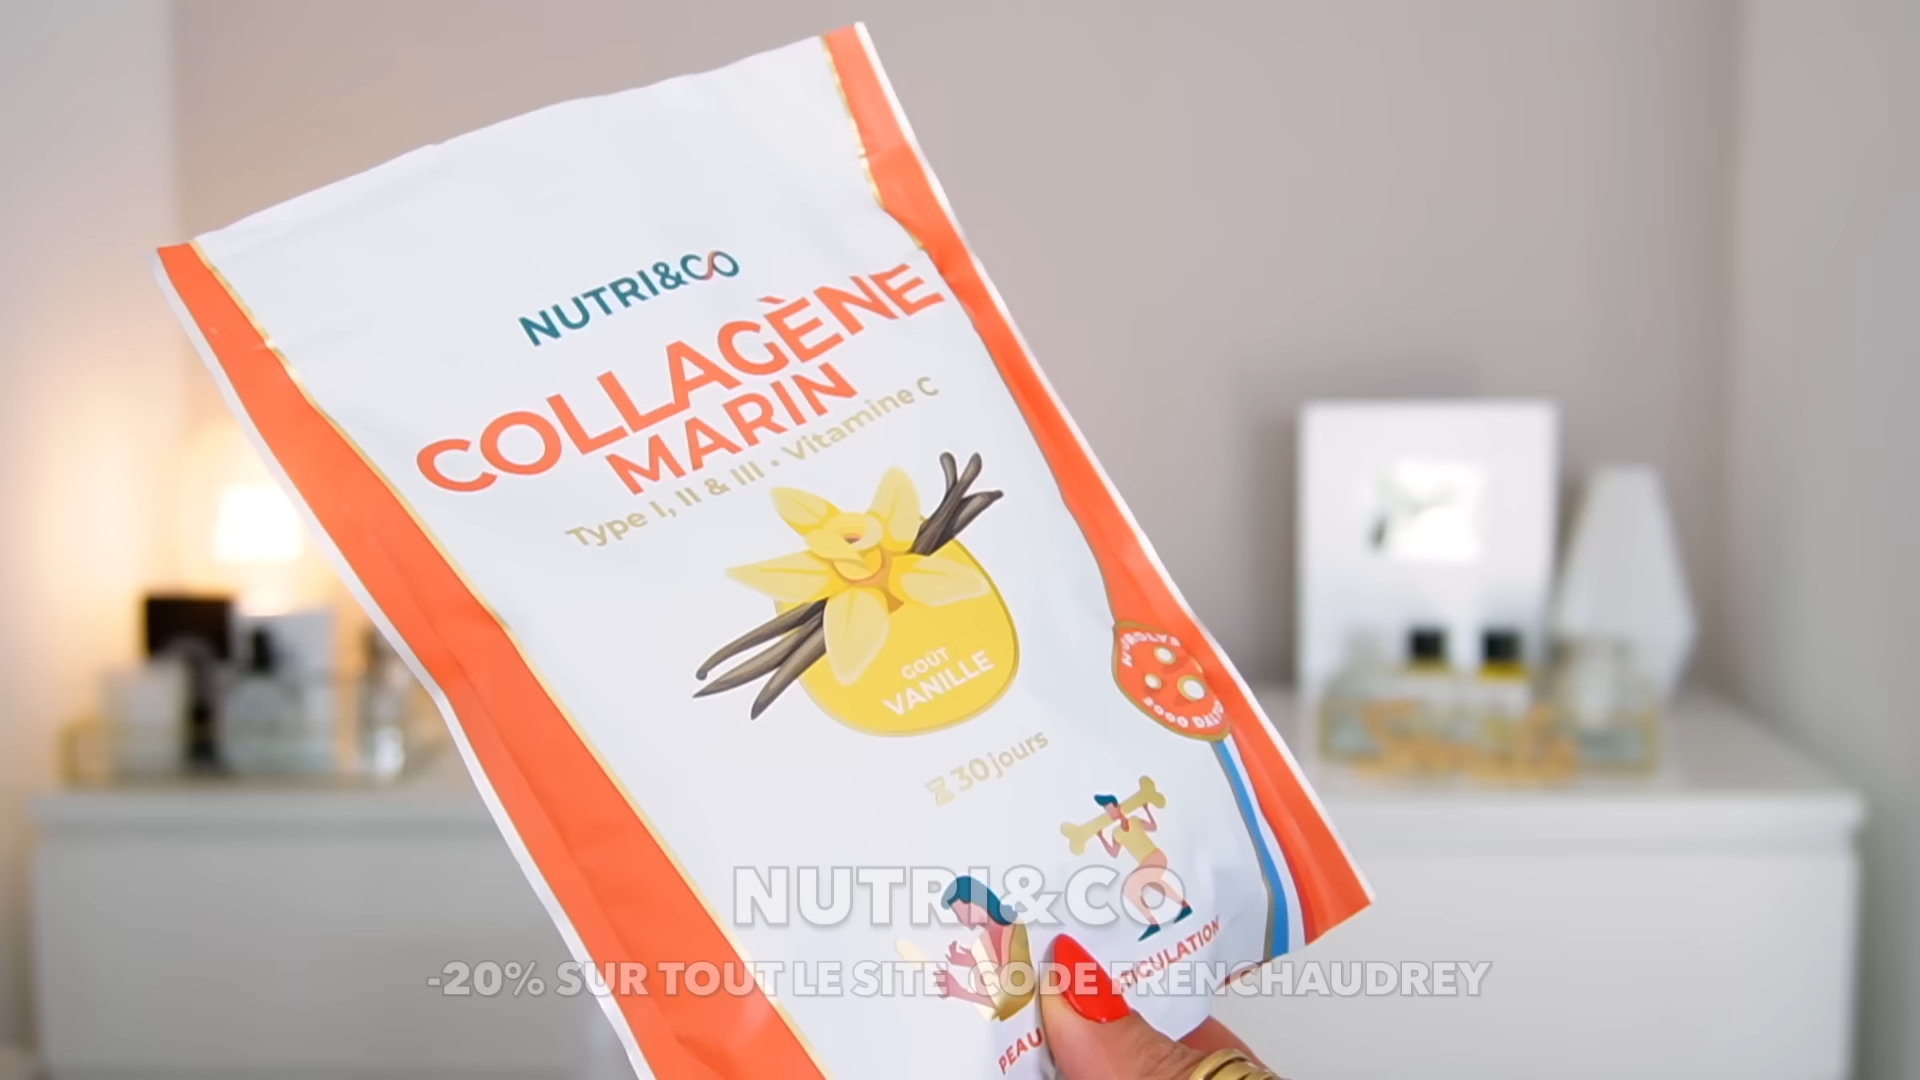 NUTRI&CO
COLLAGÈNE
MARIN
Type I, II & III • Vitamine C
GOÛT
VANILLE
30 jours
NUTRI&CO
-20% SUR TOUT LE SITE CODE FRENCHAUDREY
PEAU